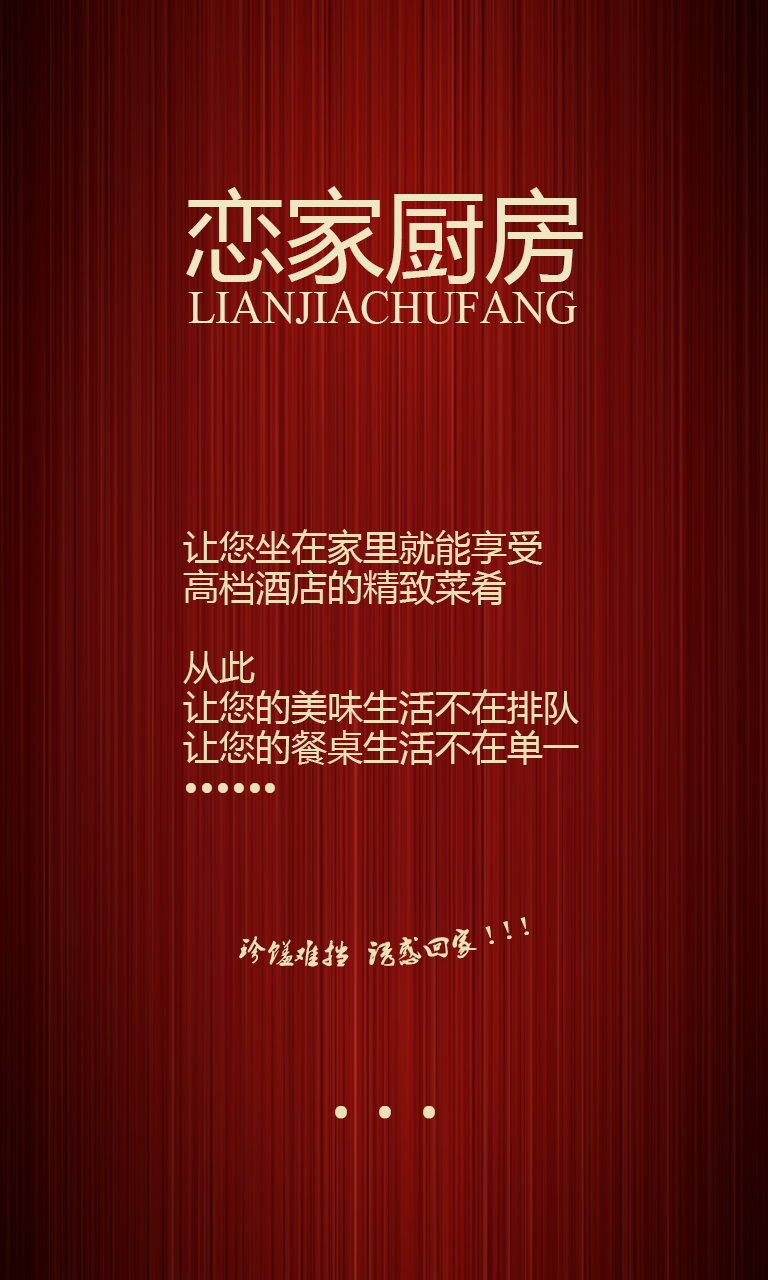 恋家厨房
LIANJIACHUFANG
让您坐在家里就能享受
高档酒店的精致菜肴
从此
让您的美味生活不在排队
让您的餐桌生活不在单一
••••••
珍馐难挡 诱惑回家!!!